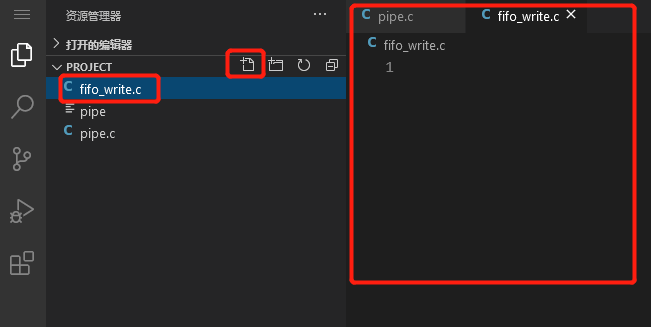 资源管理器
打开的编辑器
PROJECT
C fifo_write.c
pipe
C pipe.c
C pipe.c
C fifo_write.c
C fifo_write.c
1